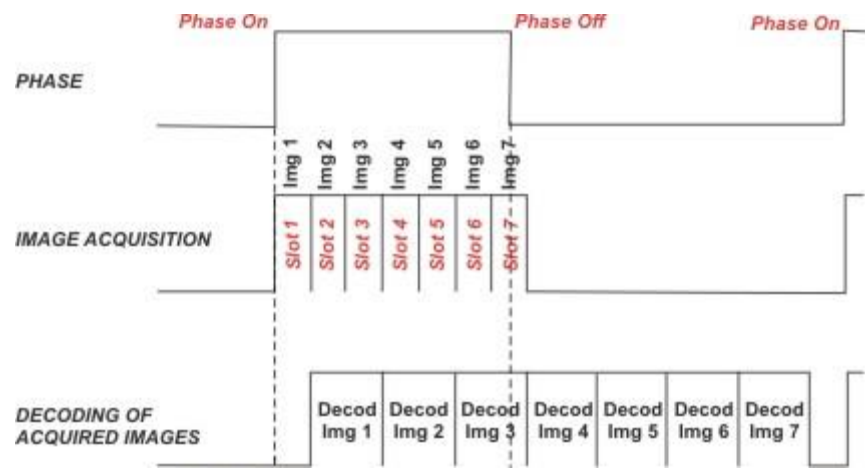 Phase On
Phase Off
Phase On
PHASE
Img 1
Img 2
Img 3
Img 4
Img 5
Img 6
Img 7
IMAGE ACQUISITION
Slot 1
Slot 2
Slot 3
Slot 4
Slot 5
Slot 6
Slot 7
DECODING OF
ACQUIRED IMAGES
Decod
Img 1
Decod
Img 2
Decod
Img 3
Decod
Img 4
Decod
Img 5
Decod
Img 6
Decod
Img 7